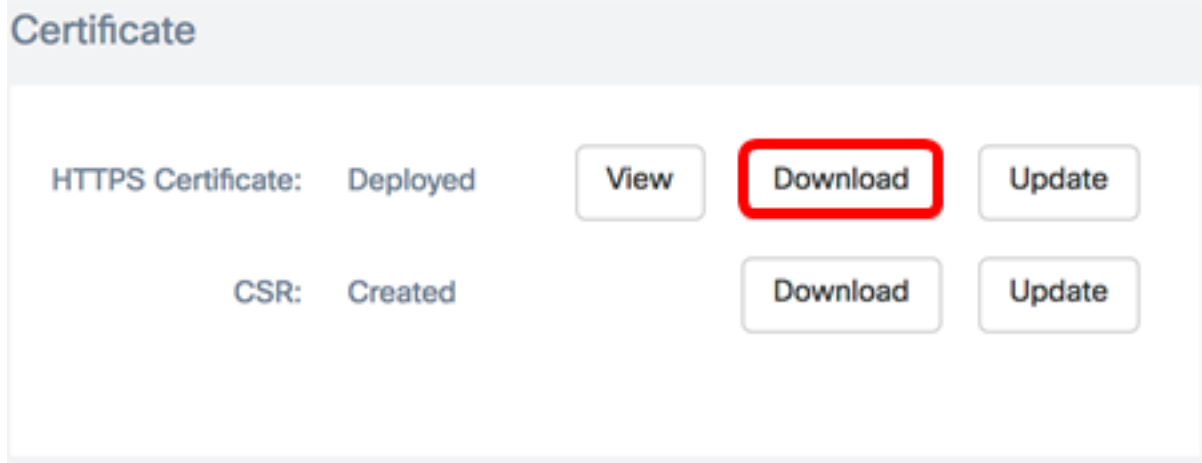 Certificate
HTTPS Certificate: Deployed View Download Update
CSR: Created Download Update